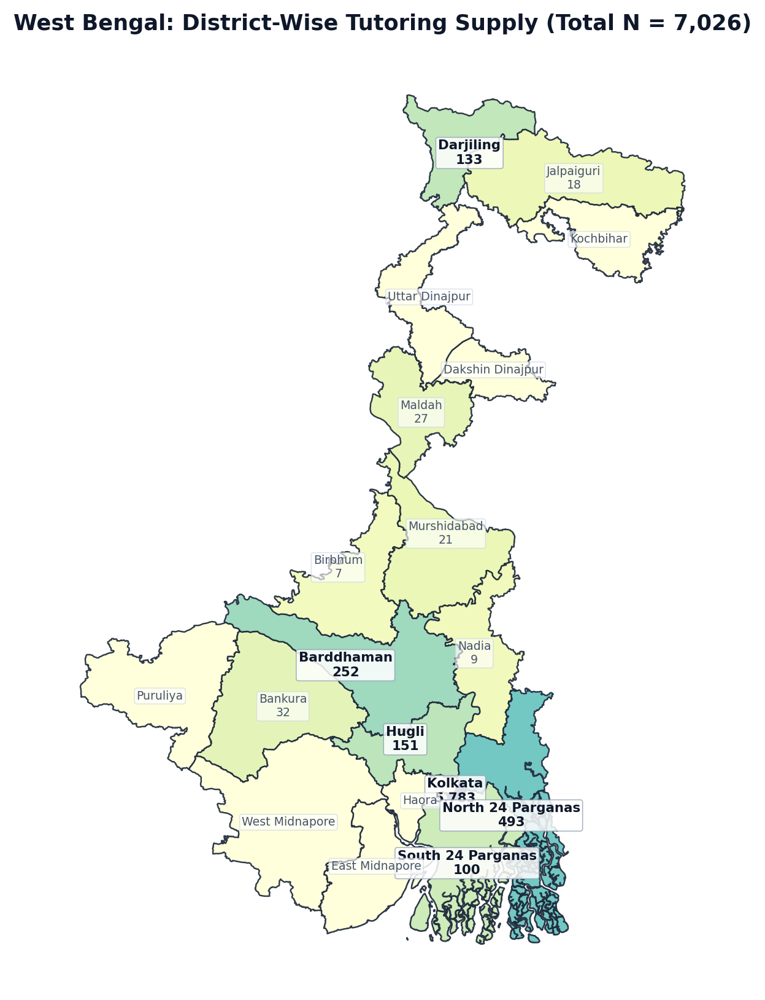 West Bengal: District-Wise Tutoring Supply (Total N = 7,026)
Darjiling
133
Jalpaiguri
18
Kochbihar
Uttar Dinajpur
Dakshin Dinajpur
Maldah
27
Murshidabad
21
Birbhum
7
Nadia
9
Barddhaman
252
Puruliya
Bankura
32
Hugli
151
Kolkata
5,783
Haora
North 24 Parganas
493
West Midnapore
South 24 Parganas
100
East Midnapore